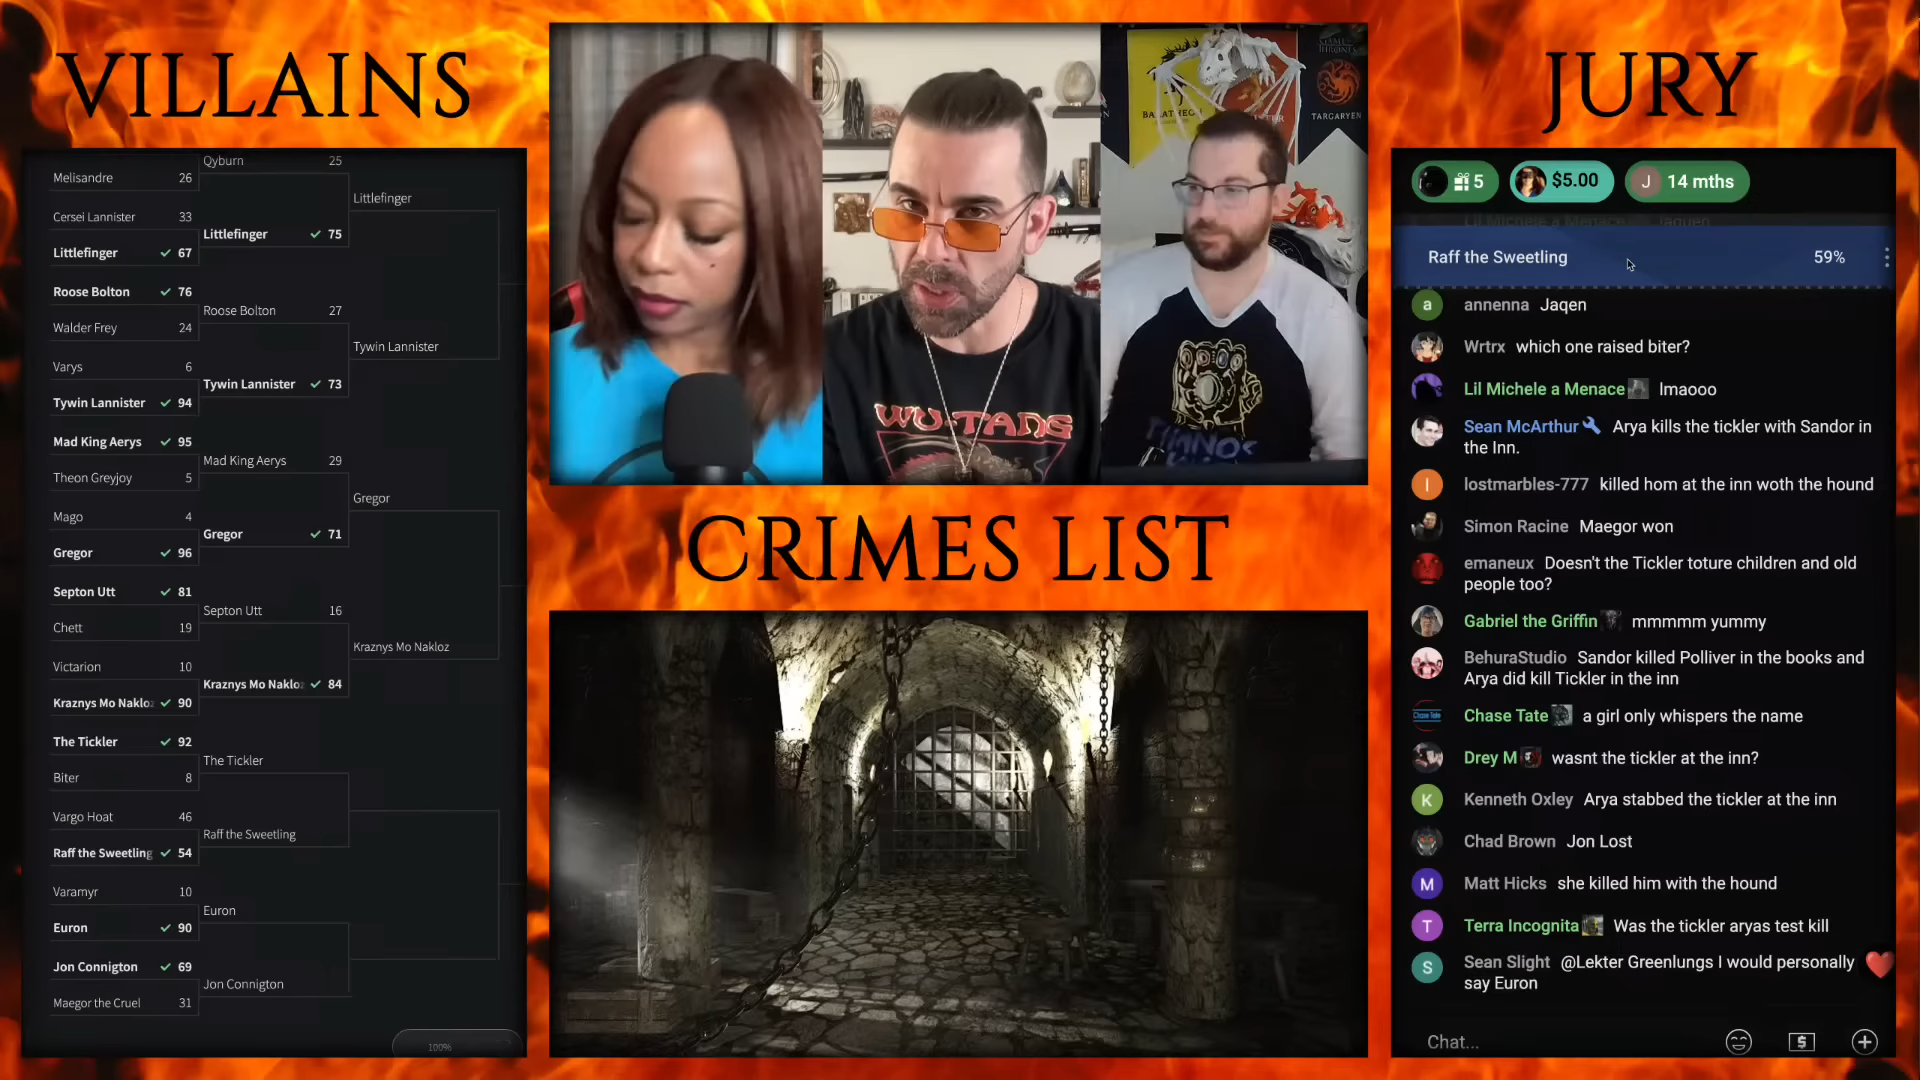 VILLAINS
Melisandre 26
Cersei Lannister 33
Littlefinger 67
Roose Bolton 76
Walder Frey 24
Varys 6
Tywin Lannister 94
Mad King Aerys 95
Theon Greyjoy 5
Mago 4
Gregor 96
Septon Utt 81
Chett 19
Victarion 10
Kraznys Mo Nakloz 90
The Tickler 92
Biter 8
Vargo Hoat 46
Raff the Sweetling 54
Varamyr 10
Euron 90
Jon Connigton 69
Maegor the Cruel 31
Qyburn 25
Littlefinger 75
Roose Bolton 27
Tywin Lannister 73
Mad King Aerys 29
Gregor 71
Septon Utt 16
Kraznys Mo Nakloz 84
The Tickler
Raff the Sweetling
Euron
Jon Connigton
Littlefinger
Tywin Lannister
Gregor
Kraznys Mo Nakloz
100%
TARGARYEN
WU-TANG
CRIMES LIST
JURY
5
$5.00
J 14 mths
Lil Michele a Menace Jaquen
Raff the Sweetling 59%
a annenna Jaqen
Wrtrx which one raised biter?
Lil Michele a Menace lmaooo
Sean McArthur Arya kills the tickler with Sandor in
the Inn.
l lostmarbles-777 killed hom at the inn woth the hound
Simon Racine Maegor won
emaneux Doesn't the Tickler toture children and old
people too?
Gabriel the Griffin mmmmm yummy
BehuraStudio Sandor killed Polliver in the books and
Arya did kill Tickler in the inn
Chase Tate a girl only whispers the name
Drey M wasnt the tickler at the inn?
K Kenneth Oxley Arya stabbed the tickler at the inn
Chad Brown Jon Lost
M Matt Hicks she killed him with the hound
T Terra Incognita Was the tickler aryas test kill
S Sean Slight @Lekter Greenlungs I would personally
say Euron
Chat...